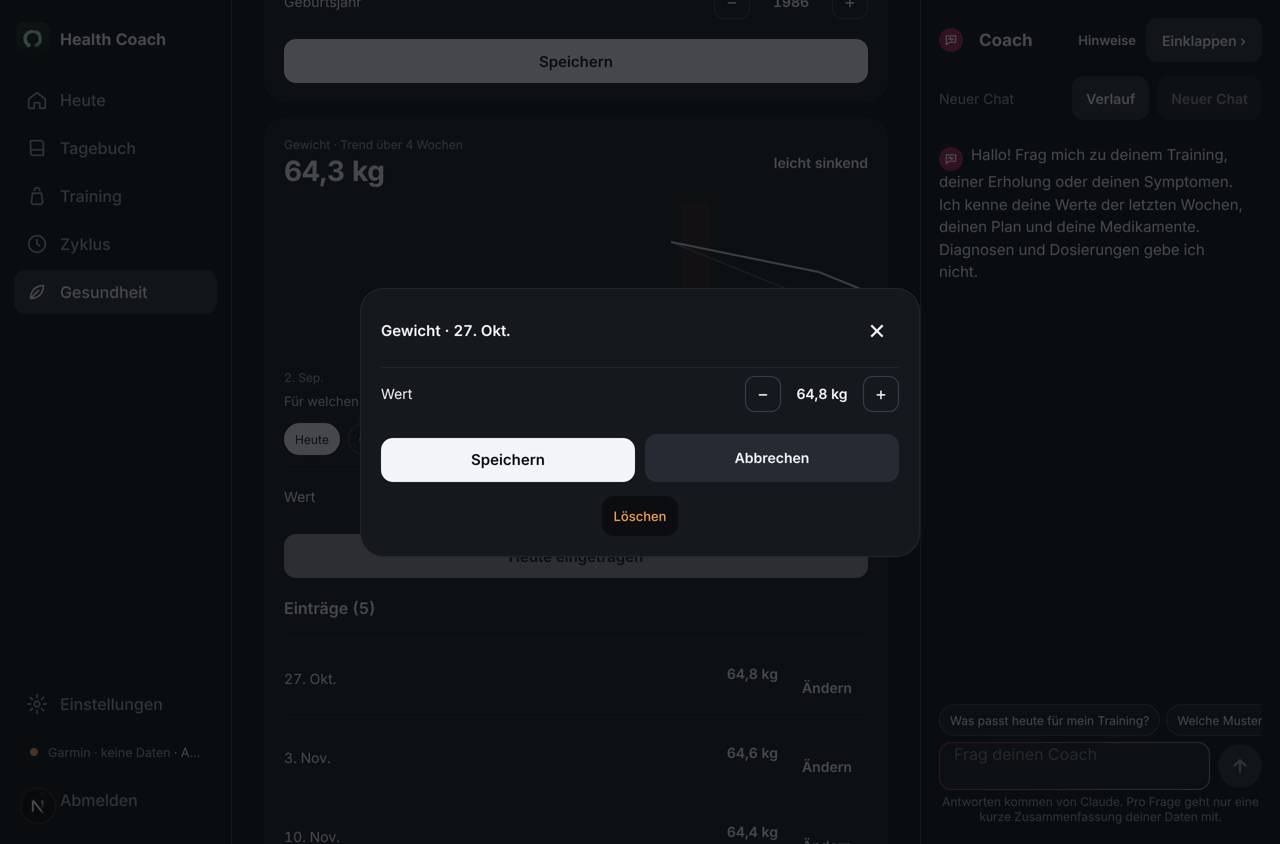 Health Coach
Heute
Tagebuch
Training
Zyklus
Gesundheit
Einstellungen
Garmin · keine Daten · A...
N
Abmelden
Geburtsjahr
−
1986
+
Speichern
Gewicht · Trend über 4 Wochen
64,3 kg
leicht sinkend
2. Sep.
Für welchen
Heute
Wert
Heute eingetragen
Einträge (5)
27. Okt.
64,8 kg
Ändern
3. Nov.
64,6 kg
Ändern
10. Nov.
64,4 kg
Ändern
Gewicht · 27. Okt.
Wert
−
64,8 kg
+
Speichern
Abbrechen
Löschen
Coach
Hinweise
Einklappen ›
Neuer Chat
Verlauf
Neuer Chat
Hallo! Frag mich zu deinem Training,
deiner Erholung oder deinen Symptomen.
Ich kenne deine Werte der letzten Wochen,
deinen Plan und deine Medikamente.
Diagnosen und Dosierungen gebe ich
nicht.
Was passt heute für mein Training?
Welche Muster
Frag deinen Coach
Antworten kommen von Claude. Pro Frage geht nur eine
kurze Zusammenfassung deiner Daten mit.